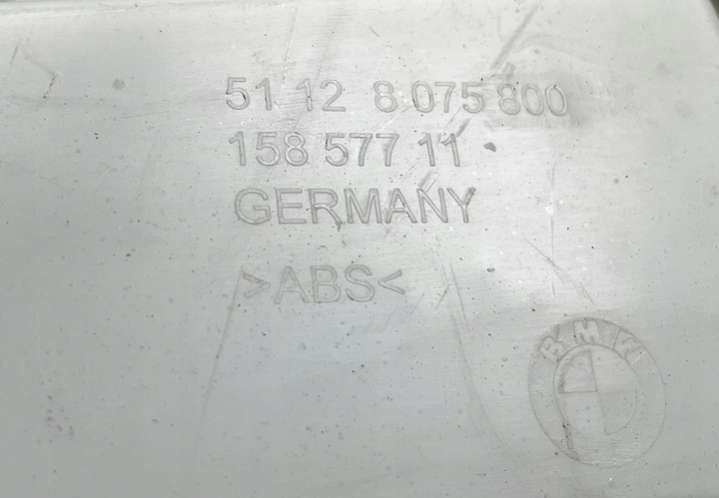 51 12 8 075 800
158 577 11
GERMANY
>ABS<
BMW